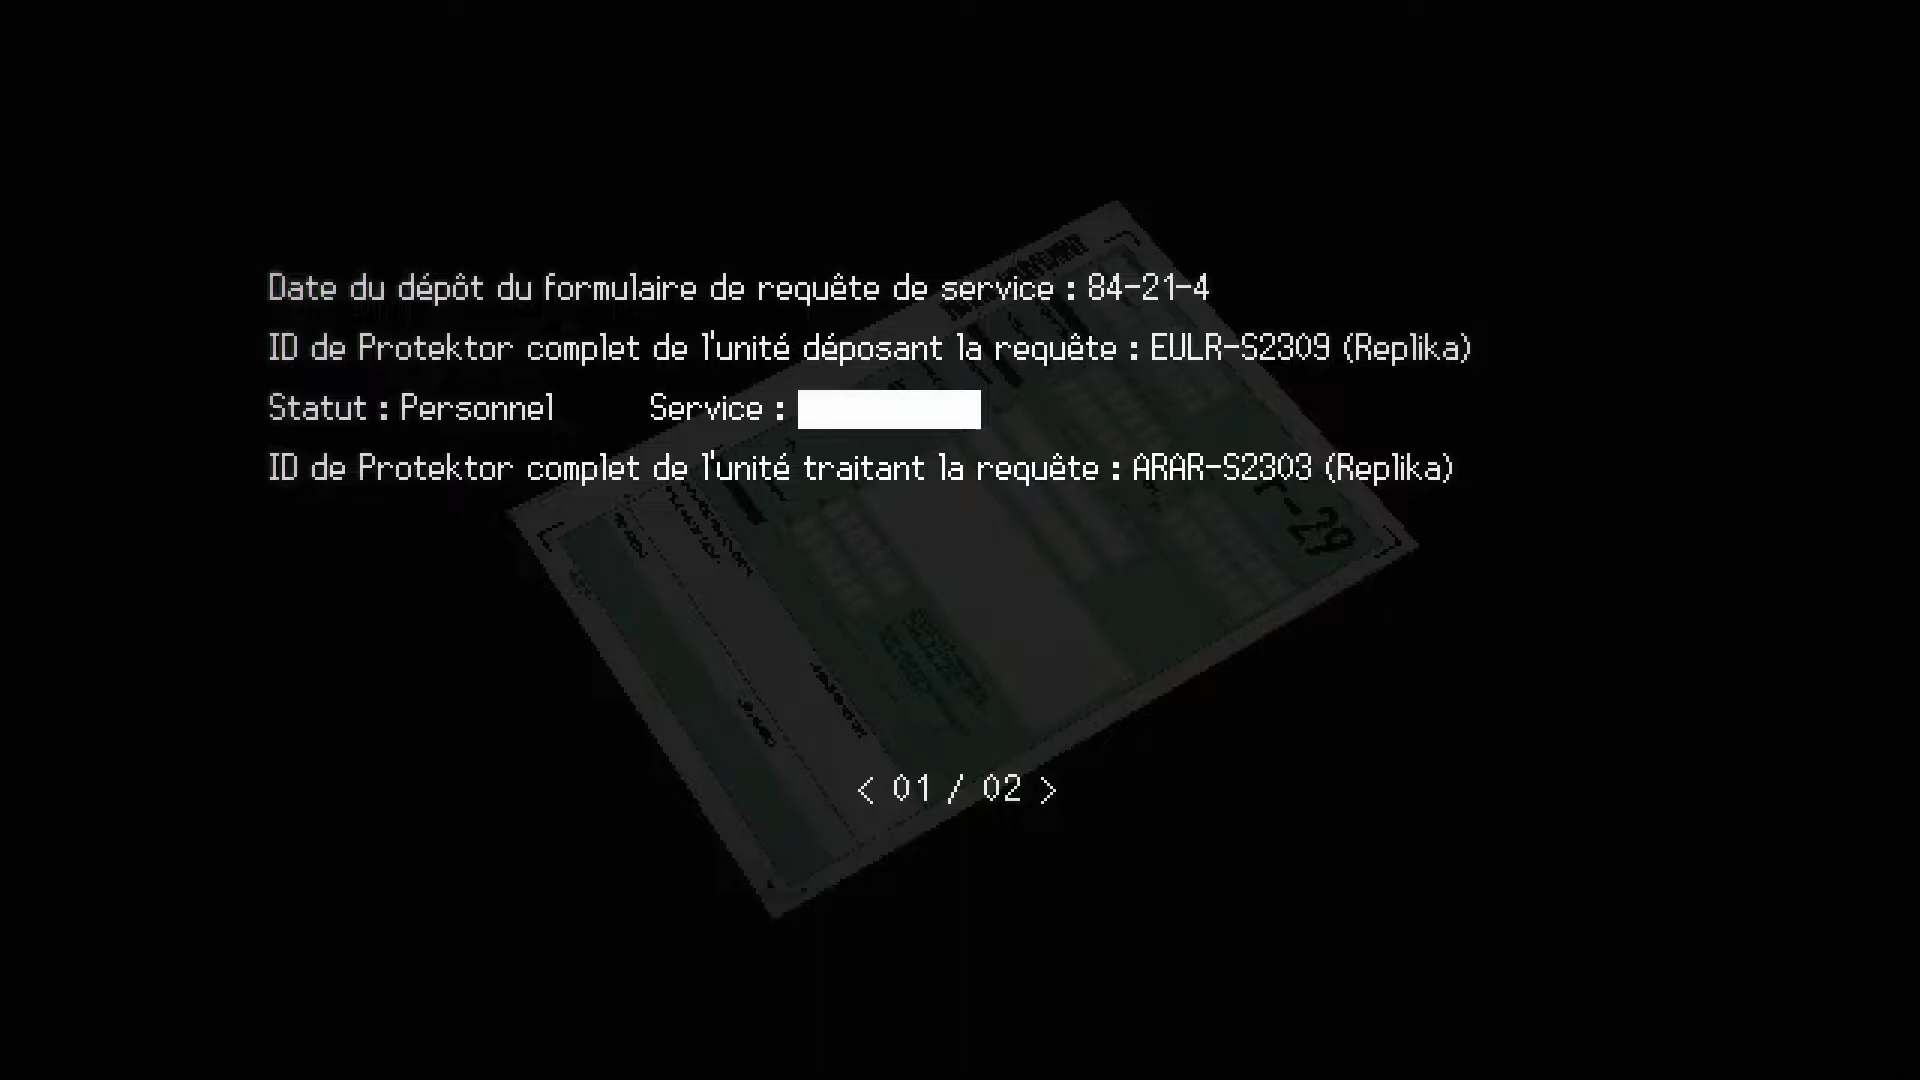 Date du dépôt du formulaire de requête de service : 84-21-4
ID de Protektor complet de l'unité déposant la requête : EULR-S2309 (Replika)
Statut : Personnel Service :
ID de Protektor complet de l'unité traitant la requête : ARAR-S2303 (Replika)
-29
< 01 / 02 >